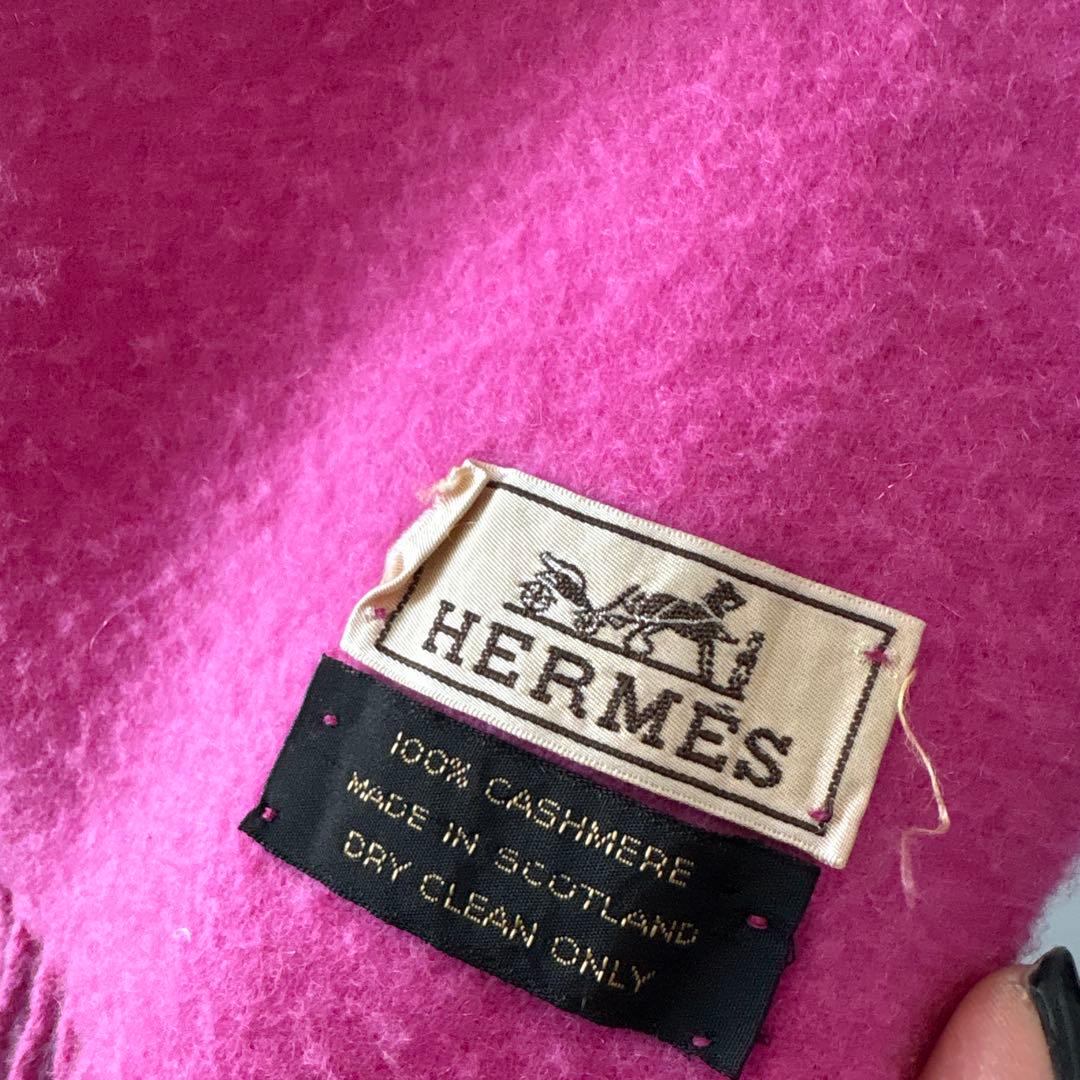 HERMÈS
100% CASHMERE
MADE IN SCOTLAND
DRY CLEAN ONLY